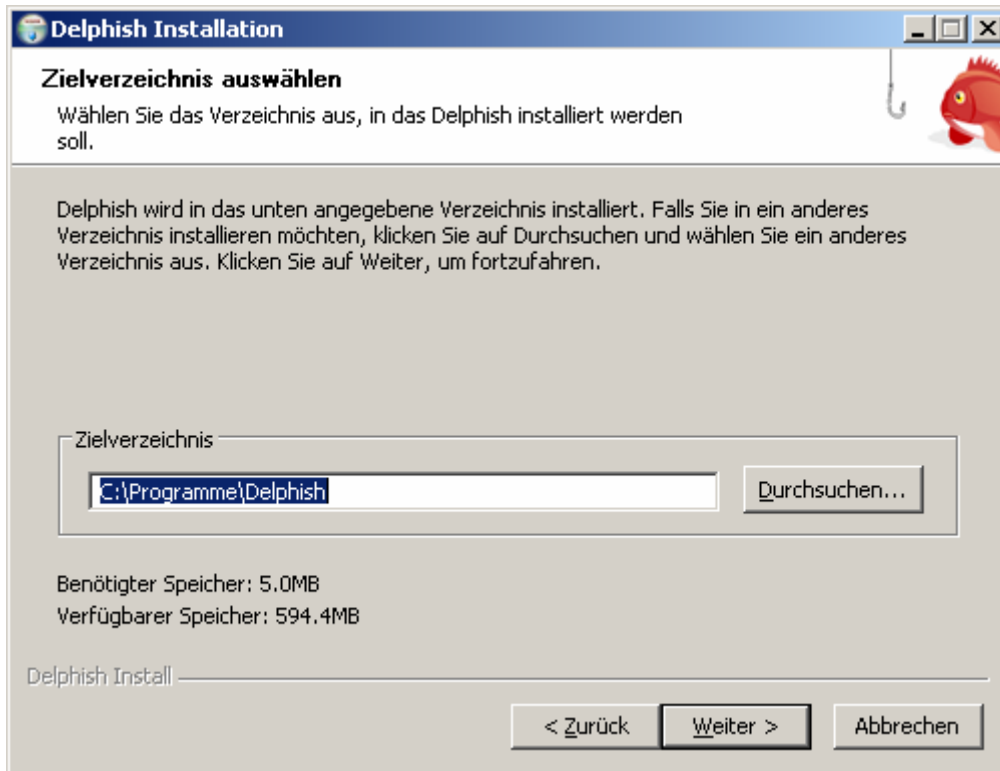 Delphish Installation
Zielverzeichnis auswählen
Wählen Sie das Verzeichnis aus, in das Delphish installiert werden
soll.
Delphish wird in das unten angegebene Verzeichnis installiert. Falls Sie in ein anderes
Verzeichnis installieren möchten, klicken Sie auf Durchsuchen und wählen Sie ein anderes
Verzeichnis aus. Klicken Sie auf Weiter, um fortzufahren.
Zielverzeichnis
C:\Programme\Delphish
Durchsuchen...
Benötigter Speicher: 5.0MB
Verfügbarer Speicher: 594.4MB
Delphish Install
< Zurück
Weiter >
Abbrechen